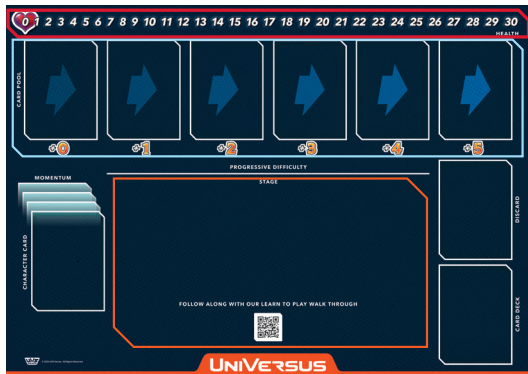 0 1 2 3 4 5 6 7 8 9 10 11 12 13 14 15 16 17 18 19 20 21 22 23 24 25 26 27 28 29 30
HEALTH
CARD POOL
+0 +1 +2 +3 +4 +5
PROGRESSIVE DIFFICULTY
MOMENTUM
STAGE
CHARACTER CARD
DISCARD
FOLLOW ALONG WITH OUR LEARN TO PLAY WALK THROUGH
CARD DECK
UNIVERSUS